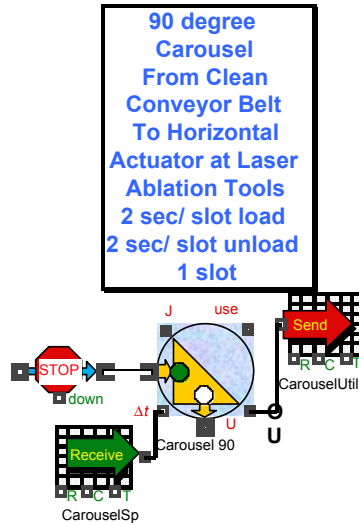 90 degree
Carousel
From Clean
Conveyor Belt
To Horizontal
Actuator at Laser
Ablation Tools
2 sec/ slot load
2 sec/ slot unload
1 slot
J use
Send
R C T
CarouselUtil
STOP
down
Δt U
U
Carousel 90
Receive
R C T
CarouselSp